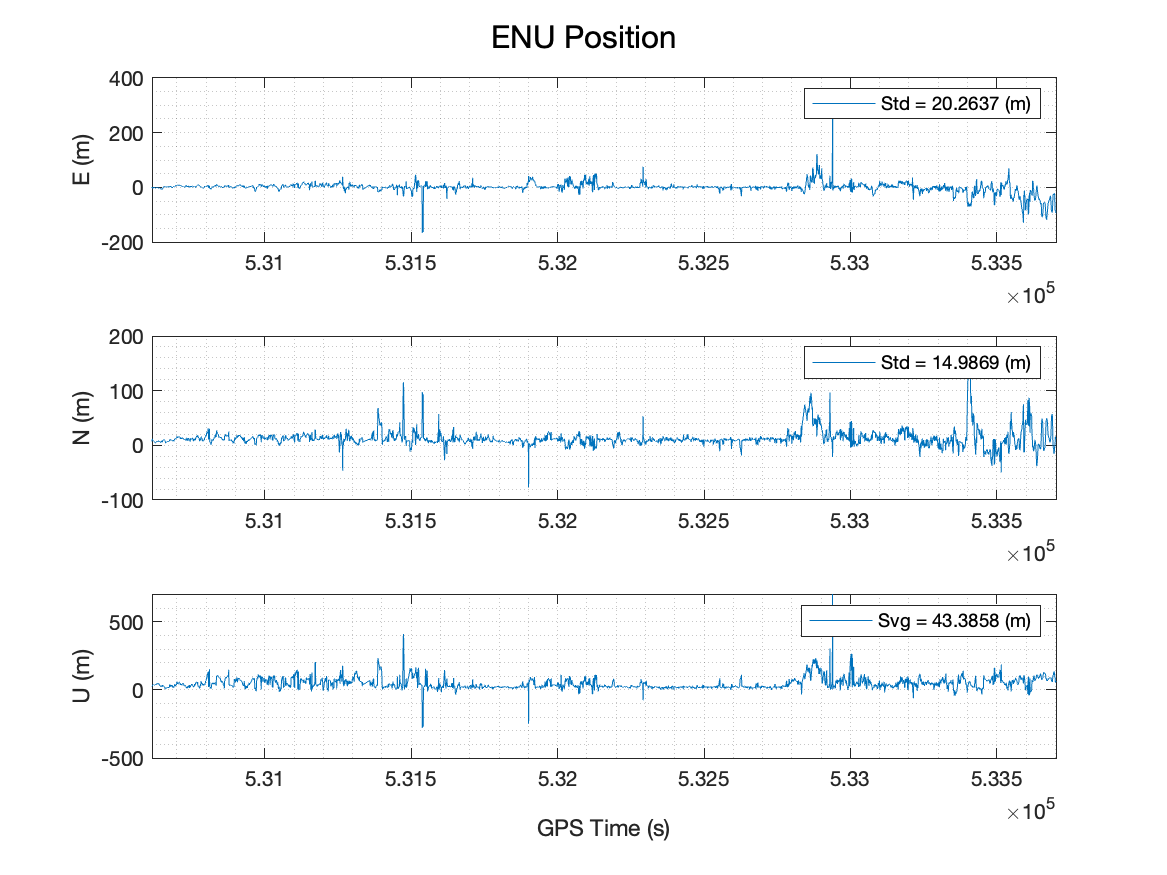 ENU Position
Std = 20.2637 (m)
400
200
0
-200
E (m)
5.31 5.315 5.32 5.325 5.33 5.335
×10^5
Std = 14.9869 (m)
200
100
0
-100
N (m)
5.31 5.315 5.32 5.325 5.33 5.335
×10^5
Svg = 43.3858 (m)
500
0
-500
U (m)
5.31 5.315 5.32 5.325 5.33 5.335
×10^5
GPS Time (s)